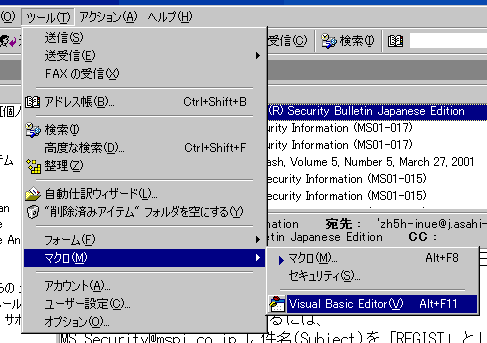 (O) ツール(T) アクション(A) ヘルプ(H)
送信(S)
送受信(E)
FAX の受信(X)
アドレス帳(B)... Ctrl+Shift+B
検索(I)
高度な検索(D)... Ctrl+Shift+F
整理(Z)
自動仕訳ウィザード(L)...
"削除済みアイテム" フォルダを空にする(Y)
フォーム(F)
マクロ(M)
アカウント(A)...
ユーザー設定(C)...
オプション(O)...
受信(C) 検索(I)
(R) Security Bulletin Japanese Edition
urity Information (MS01-017)
urity Information (MS01-017)
ash, Volume 5, Number 5, March 27, 2001
urity Information (MS01-015)
urity Information (MS01-015)
mation 宛先: 'zh5h-inue@j.asahi-
letin Japanese Edition CC:
マクロ(M)... Alt+F8
セキュリティ(S)...
Visual Basic Editor(V) Alt+F11
るには、
MS_Security@mspi.co.jp に件名(Subject)を「REGIST」とし